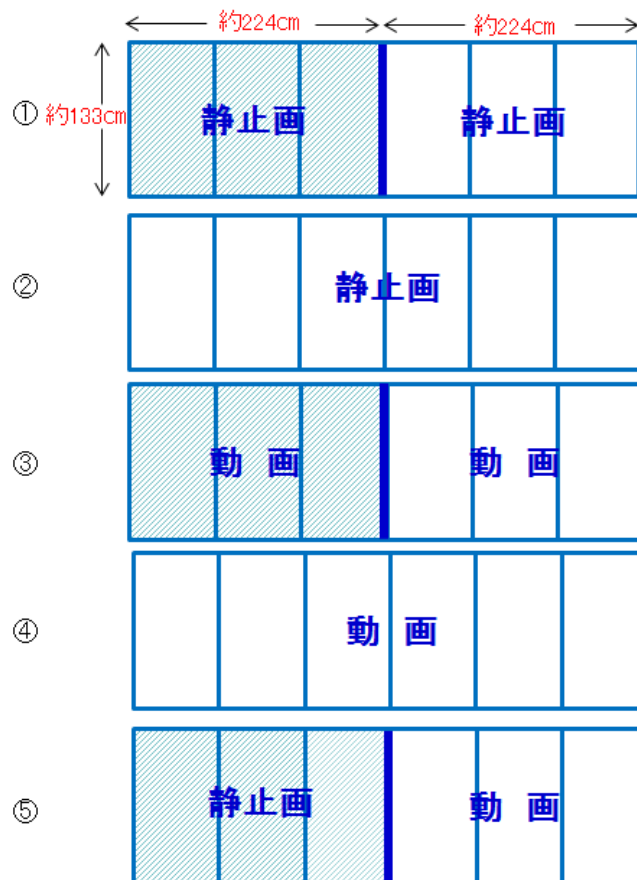 約224cm 約224cm
① 約133cm 静止画 静止画
② 静止画
③ 動 画 動 画
④ 動 画
⑤ 静止画 動 画